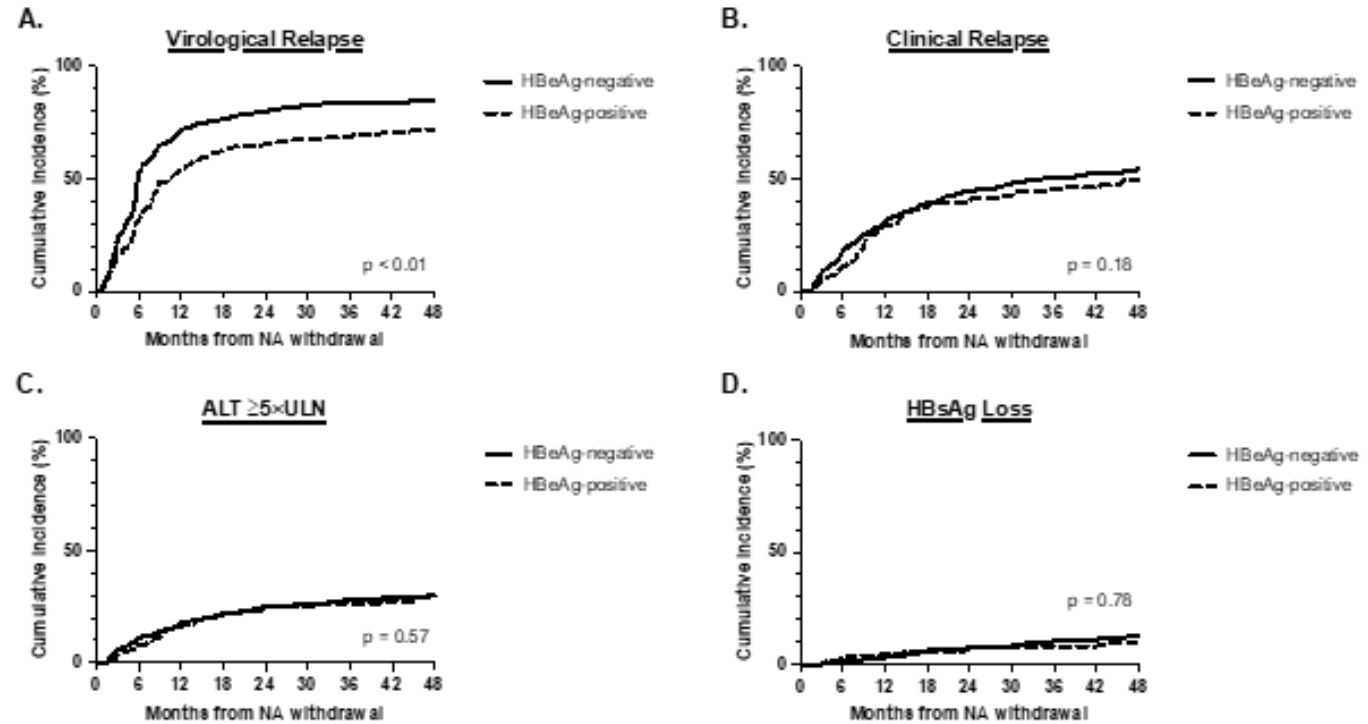 A.
Virological Relapse
Cumulative incidence (%)
100
50
0
0 6 12 18 24 30 36 42 48
Months from NA withdrawal
HBeAg-negative
HBeAg-positive
p < 0.01
B.
Clinical Relapse
Cumulative incidence (%)
100
50
0
0 6 12 18 24 30 36 42 48
Months from NA withdrawal
HBeAg-negative
HBeAg-positive
p = 0.18
C.
ALT ≥5×ULN
Cumulative incidence (%)
100
50
0
0 6 12 18 24 30 36 42 48
Months from NA withdrawal
HBeAg-negative
HBeAg-positive
p = 0.57
D.
HBsAg Loss
Cumulative incidence (%)
100
50
0
0 6 12 18 24 30 36 42 48
Months from NA withdrawal
HBeAg-negative
HBeAg-positive
p = 0.78